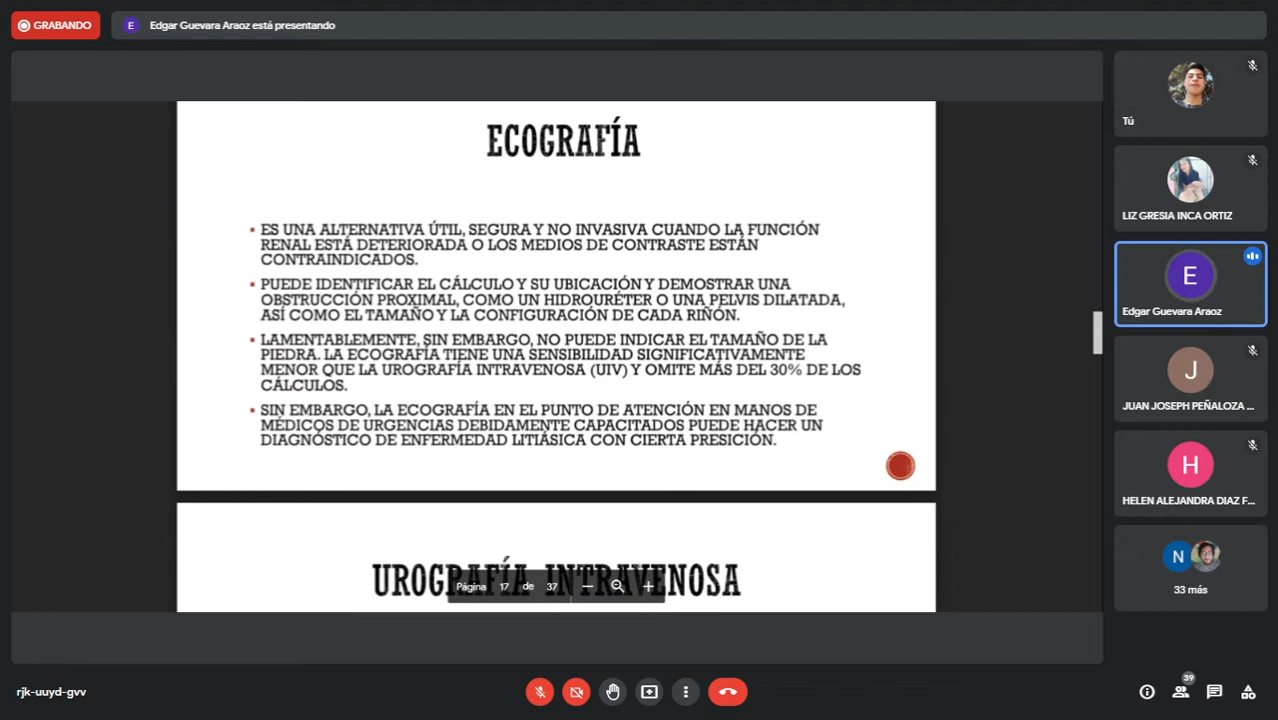 GRABANDO
E
Edgar Guevara Araoz está presentando
ECOGRAFÍA
▪ ES UNA ALTERNATIVA ÚTIL, SEGURA Y NO INVASIVA CUANDO LA FUNCIÓN
RENAL ESTÁ DETERIORADA O LOS MEDIOS DE CONTRASTE ESTÁN
CONTRAINDICADOS.
▪ PUEDE IDENTIFICAR EL CÁLCULO Y SU UBICACIÓN Y DEMOSTRAR UNA
OBSTRUCCIÓN PROXIMAL, COMO UN HIDROURÉTER O UNA PELVIS DILATADA,
ASÍ COMO EL TAMAÑO Y LA CONFIGURACIÓN DE CADA RIÑÓN.
▪ LAMENTABLEMENTE, SIN EMBARGO, NO PUEDE INDICAR EL TAMAÑO DE LA
PIEDRA. LA ECOGRAFÍA TIENE UNA SENSIBILIDAD SIGNIFICATIVAMENTE
MENOR QUE LA UROGRAFÍA INTRAVENOSA (UIV) Y OMITE MÁS DEL 30% DE LOS
CÁLCULOS.
▪ SIN EMBARGO, LA ECOGRAFÍA EN EL PUNTO DE ATENCIÓN EN MANOS DE
MÉDICOS DE URGENCIAS DEBIDAMENTE CAPACITADOS PUEDE HACER UN
DIAGNÓSTICO DE ENFERMEDAD LITIÁSICA CON CIERTA PRESICIÓN.
UROGRAFÍA INTRAVENOSA
Página 17 de 37
Tú
LIZ GRESIA INCA ORTIZ
E
Edgar Guevara Araoz
J
JUAN JOSEPH PEÑALOZA ...
H
HELEN ALEJANDRA DIAZ F...
N
33 más
rjk-uuyd-gvv
39